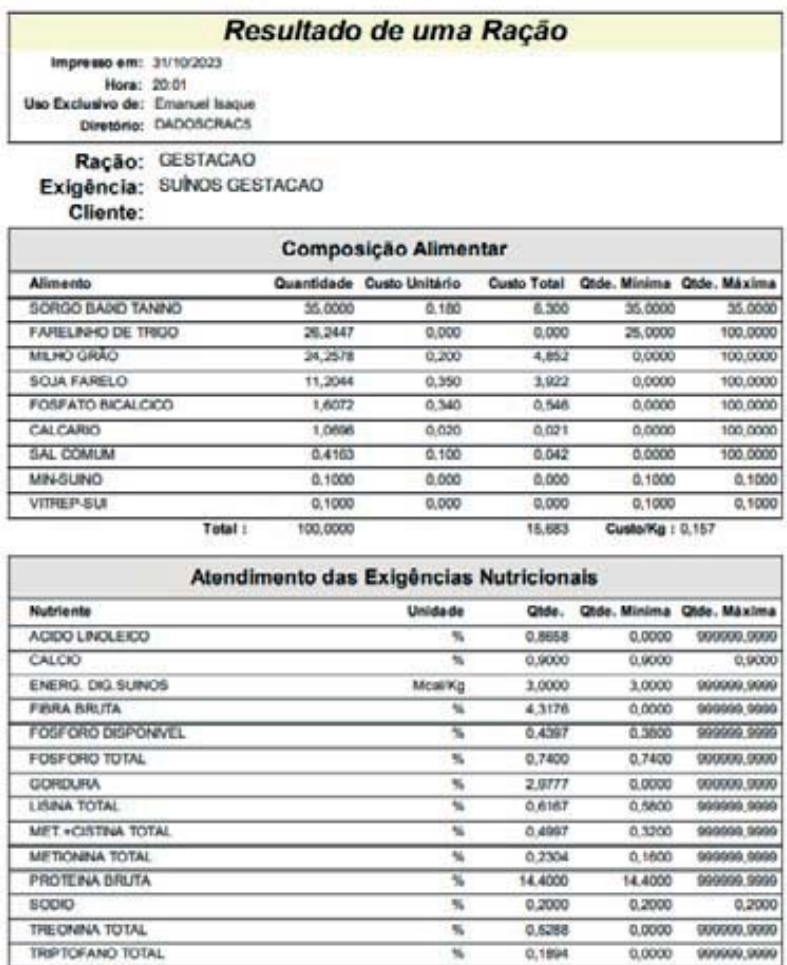 Resultado de uma Ração
Impresso em: 31/10/2023
Hora: 20:01
Uso Exclusivo de: Emanuel Isaque
Diretório: DADOSCRAC5
Ração: GESTACAO
Exigência: SUÍNOS GESTACAO
Cliente:
Composição Alimentar
Alimento Quantidade Custo Unitário Custo Total Qtde. Mínima Qtde. Máxima
SORGO BAIXO TANINO 35,0000 0,180 6,300 35,0000 35,0000
FARELINHO DE TRIGO 26,2447 0,000 0,000 25,0000 100,0000
MILHO GRÃO 24,2578 0,200 4,852 0,0000 100,0000
SOJA FARELO 11,2044 0,350 3,922 0,0000 100,0000
FOSFATO BICALCICO 1,6072 0,340 0,546 0,0000 100,0000
CALCARIO 1,0696 0,020 0,021 0,0000 100,0000
SAL COMUM 0,4163 0,100 0,042 0,0000 100,0000
MIN-SUINO 0,1000 0,000 0,000 0,1000 0,1000
VITREP-SUI 0,1000 0,000 0,000 0,1000 0,1000
Total : 100,0000 15,683 Custo/Kg : 0,157
Atendimento das Exigências Nutricionais
Nutriente Unidade Qtde. Qtde. Mínima Qtde. Máxima
ACIDO LINOLEICO % 0,8658 0,0000 999999,9999
CALCIO % 0,9000 0,9000 0,9000
ENERG. DIG.SUINOS Mcal/Kg 3,0000 3,0000 999999,9999
FIBRA BRUTA % 4,3176 0,0000 999999,9999
FOSFORO DISPONIVEL % 0,4397 0,3800 999999,9999
FOSFORO TOTAL % 0,7400 0,7400 999999,9999
GORDURA % 2,9777 0,0000 999999,9999
LISINA TOTAL % 0,6167 0,5800 999999,9999
MET +CISTINA TOTAL % 0,4997 0,3200 999999,9999
METIONINA TOTAL % 0,2304 0,1600 999999,9999
PROTEINA BRUTA % 14,4000 14,4000 999999,9999
SODIO % 0,2000 0,2000 0,2000
TREONINA TOTAL % 0,5288 0,0000 999999,9999
TRIPTOFANO TOTAL % 0,1894 0,0000 999999,9999